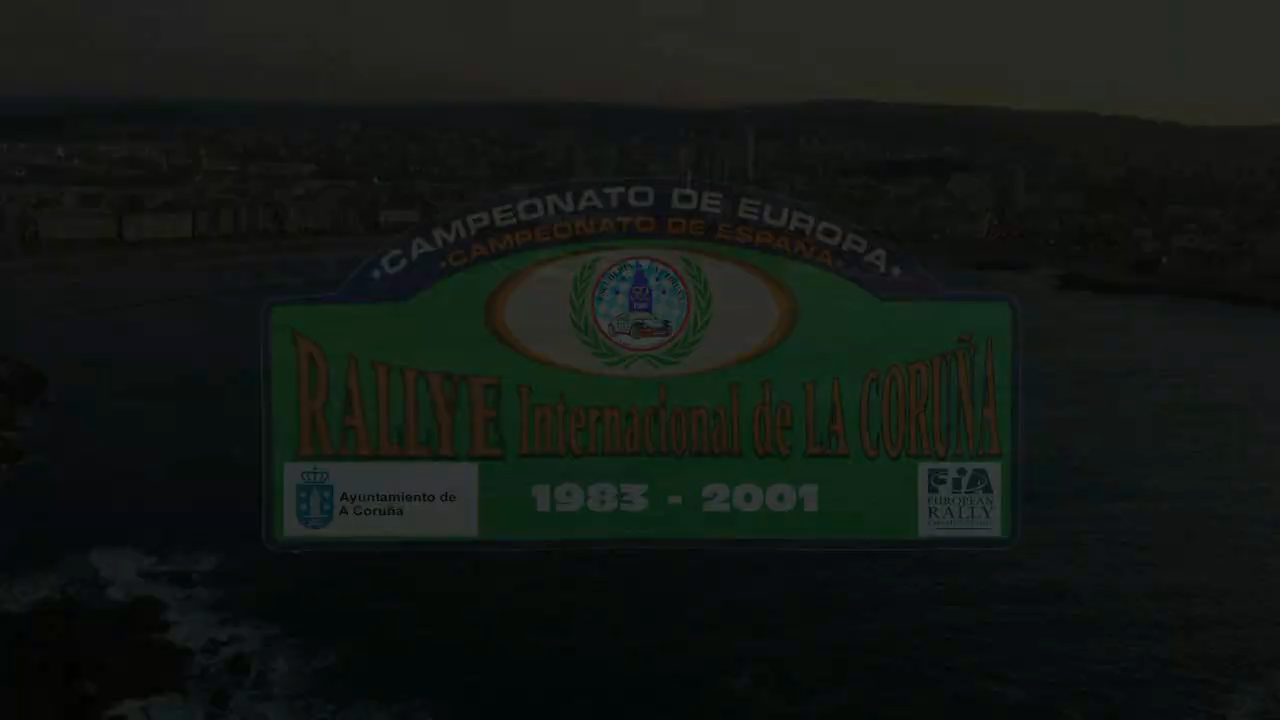 ·CAMPEONATO DE EUROPA·
·CAMPEONATO DE ESPAÑA·
RALLYE Internacional de LA CORUÑA
Ayuntamiento de
A Coruña
1983 - 2001
FiA
EUROPEAN
RALLY